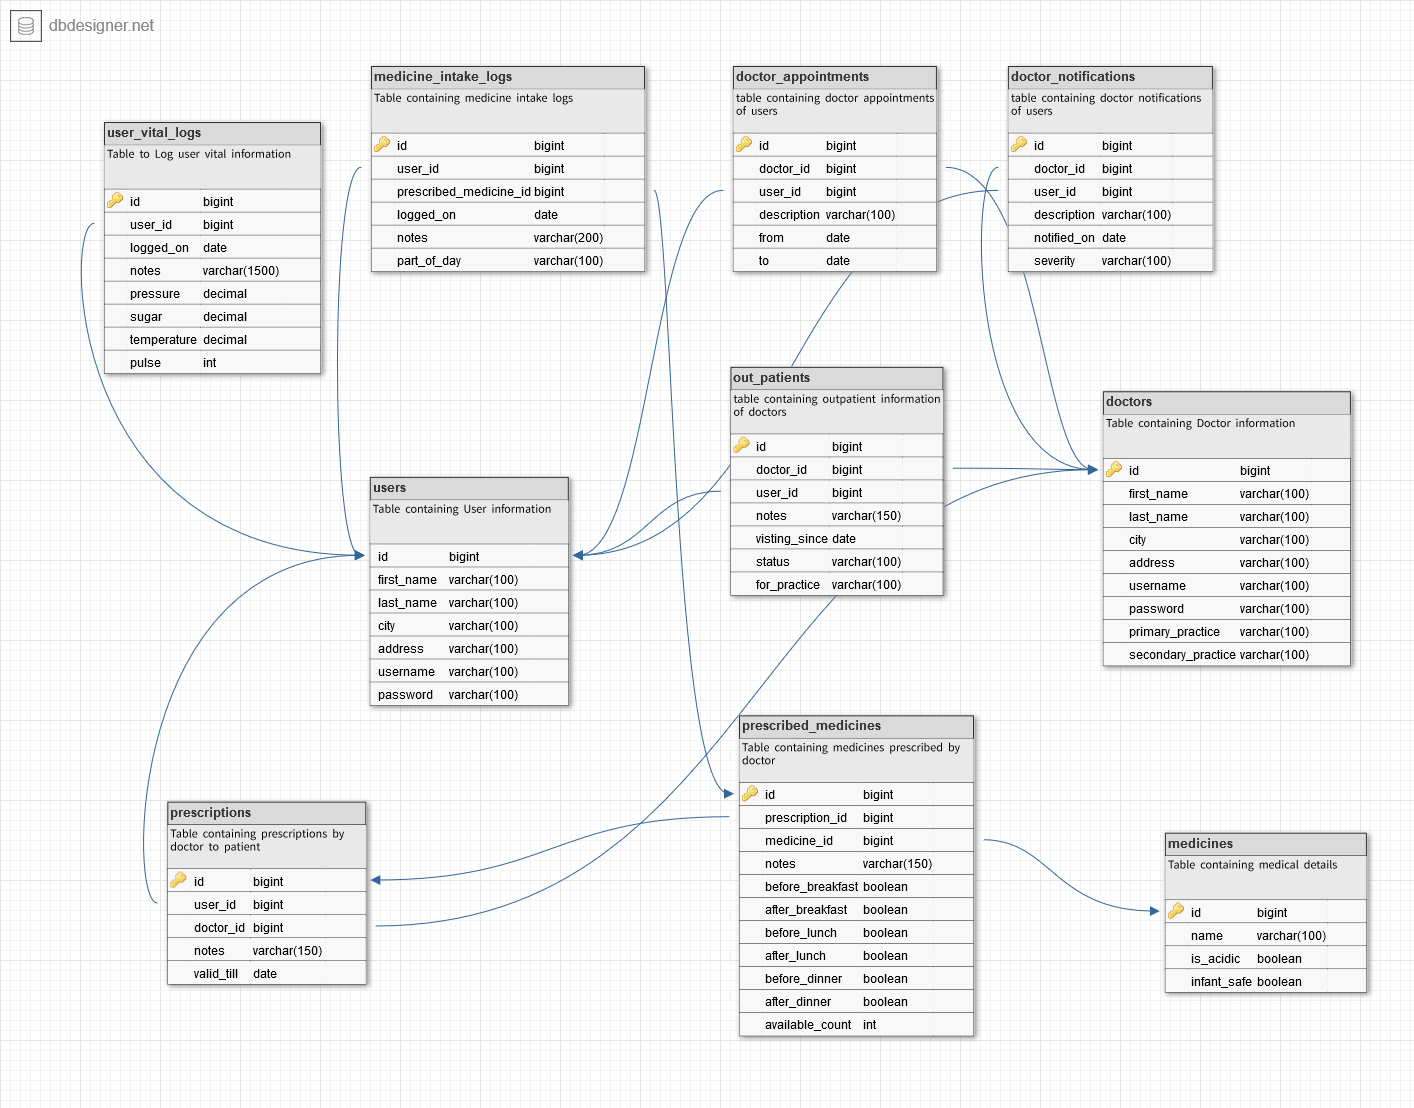 dbdesigner.net
user_vital_logs
Table to Log user vital information
id bigint
user_id bigint
logged_on date
notes varchar(1500)
pressure decimal
sugar decimal
temperature decimal
pulse int
medicine_intake_logs
Table containing medicine intake logs
id bigint
user_id bigint
prescribed_medicine_id bigint
logged_on date
notes varchar(200)
part_of_day varchar(100)
doctor_appointments
table containing doctor appointments
of users
id bigint
doctor_id bigint
user_id bigint
description varchar(100)
from date
to date
doctor_notifications
table containing doctor notifications
of users
id bigint
doctor_id bigint
user_id bigint
description varchar(100)
notified_on date
severity varchar(100)
out_patients
table containing outpatient information
of doctors
id bigint
doctor_id bigint
user_id bigint
notes varchar(150)
visting_since date
status varchar(100)
for_practice varchar(100)
doctors
Table containing Doctor information
id bigint
first_name varchar(100)
last_name varchar(100)
city varchar(100)
address varchar(100)
username varchar(100)
password varchar(100)
primary_practice varchar(100)
secondary_practice varchar(100)
users
Table containing User information
id bigint
first_name varchar(100)
last_name varchar(100)
city varchar(100)
address varchar(100)
username varchar(100)
password varchar(100)
prescriptions
Table containing prescriptions by
doctor to patient
id bigint
user_id bigint
doctor_id bigint
notes varchar(150)
valid_till date
prescribed_medicines
Table containing medicines prescribed by
doctor
id bigint
prescription_id bigint
medicine_id bigint
notes varchar(150)
before_breakfast boolean
after_breakfast boolean
before_lunch boolean
after_lunch boolean
before_dinner boolean
after_dinner boolean
available_count int
medicines
Table containing medical details
id bigint
name varchar(100)
is_acidic boolean
infant_safe boolean